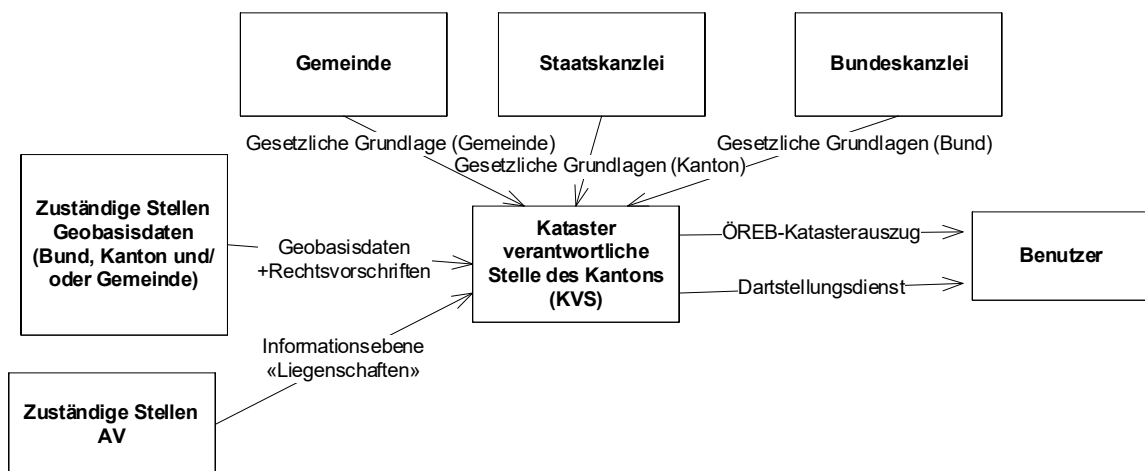 Gemeinde
Staatskanzlei
Bundeskanzlei
Gesetzliche Grundlage (Gemeinde)
Gesetzliche Grundlagen (Kanton)
Gesetzliche Grundlagen (Bund)
Zuständige Stellen
Geobasisdaten
(Bund, Kanton und/
oder Gemeinde)
Geobasisdaten
+Rechtsvorschriften
Kataster
verantwortliche
Stelle des Kantons
(KVS)
ÖREB-Katasterauszug
Dartstellungsdienst
Benutzer
Informationsebene
«Liegenschaften»
Zuständige Stellen
AV